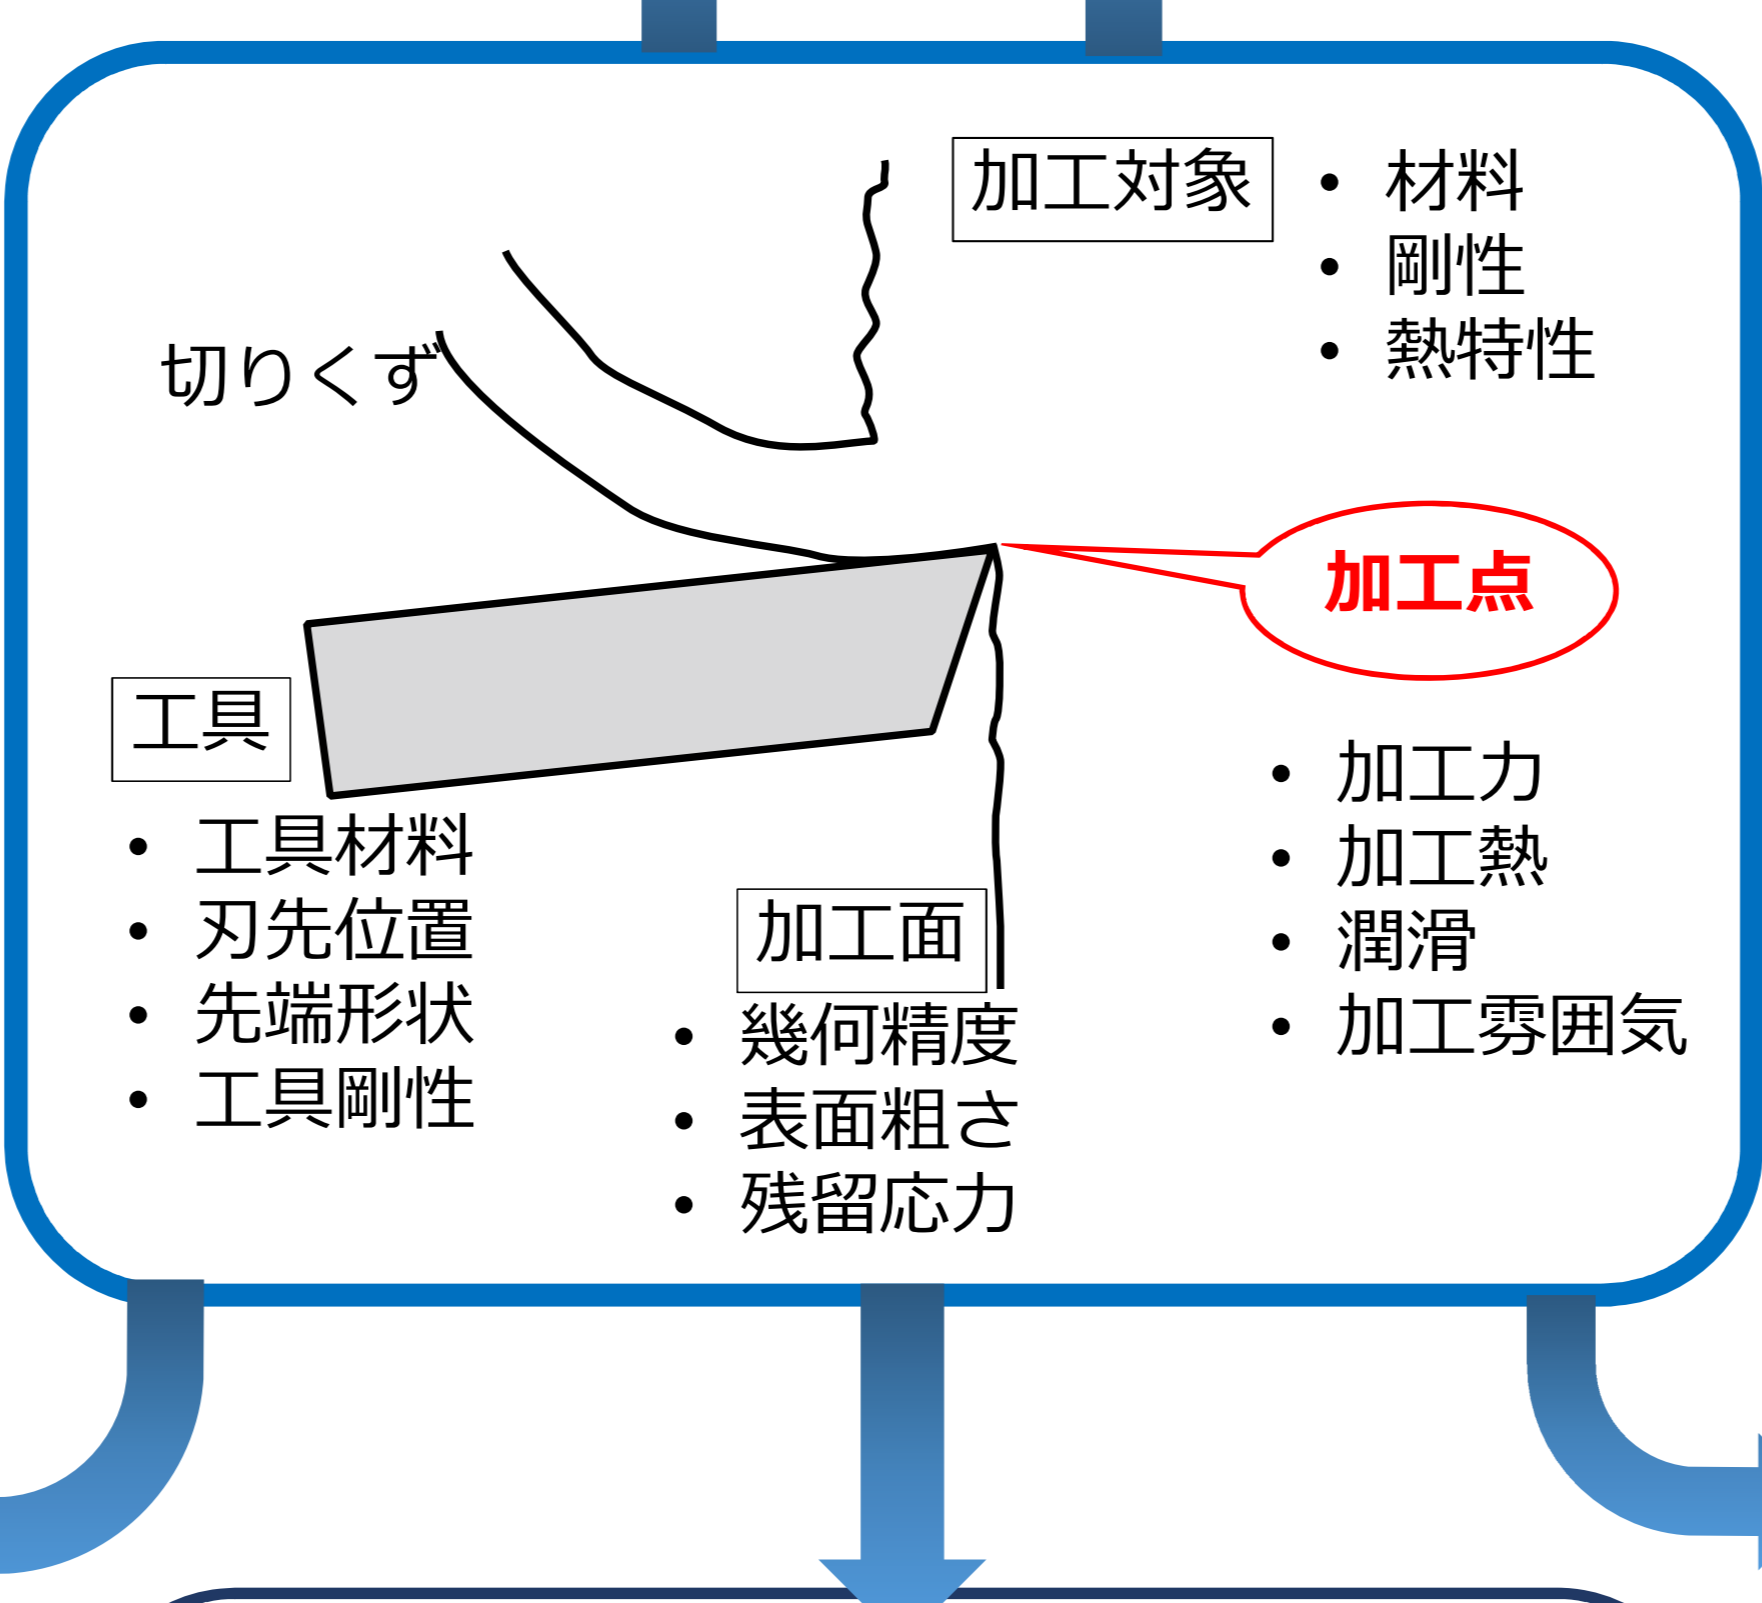 加工対象
• 材料
• 剛性
• 熱特性
切りくず
加工点
工具
• 工具材料
• 刃先位置
• 先端形状
• 工具剛性
加工面
• 幾何精度
• 表面粗さ
• 残留応力
• 加工力
• 加工熱
• 潤滑
• 加工雰囲気